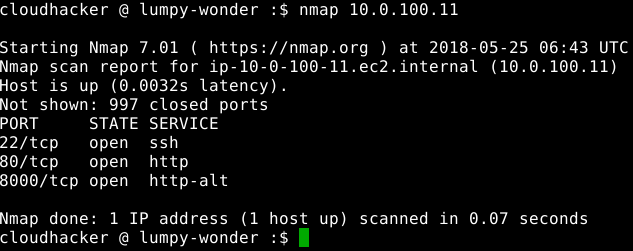 cloudhacker @ lumpy-wonder :$ nmap 10.0.100.11
Starting Nmap 7.01 ( https://nmap.org ) at 2018-05-25 06:43 UTC
Nmap scan report for ip-10-0-100-11.ec2.internal (10.0.100.11)
Host is up (0.0032s latency).
Not shown: 997 closed ports
PORT     STATE SERVICE
22/tcp   open  ssh
80/tcp   open  http
8000/tcp open  http-alt
Nmap done: 1 IP address (1 host up) scanned in 0.07 seconds
cloudhacker @ lumpy-wonder :$